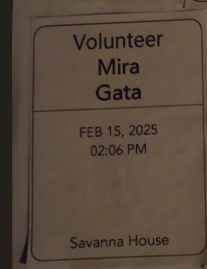 Volunteer
Mira
Gata
FEB 15, 2025
02:06 PM
Savanna House